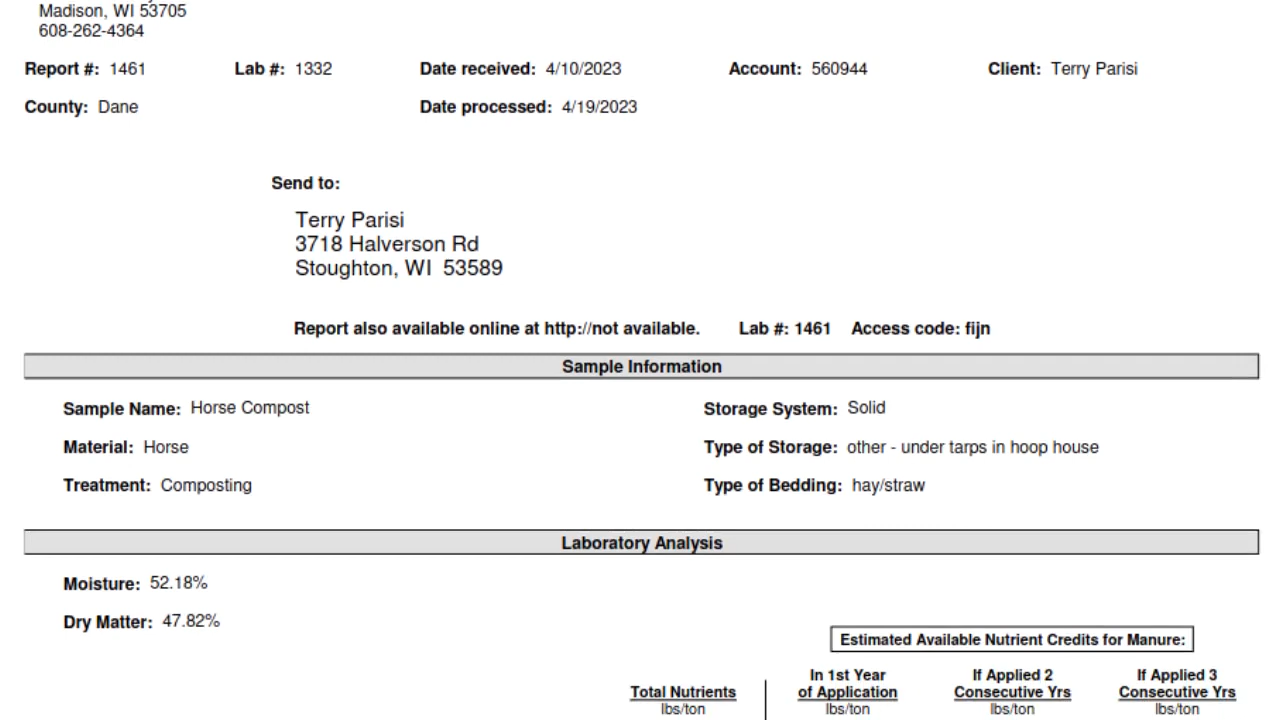 Madison, WI 53705
608-262-4364
Report #: 1461 Lab #: 1332 Date received: 4/10/2023 Account: 560944 Client: Terry Parisi
County: Dane Date processed: 4/19/2023
Send to:
Terry Parisi
3718 Halverson Rd
Stoughton, WI 53589
Report also available online at http://not available. Lab #: 1461 Access code: fijn
Sample Information
Sample Name: Horse Compost Storage System: Solid
Material: Horse Type of Storage: other - under tarps in hoop house
Treatment: Composting Type of Bedding: hay/straw
Laboratory Analysis
Moisture: 52.18%
Dry Matter: 47.82%
Estimated Available Nutrient Credits for Manure:
In 1st Year If Applied 2 If Applied 3
Total Nutrients of Application Consecutive Yrs Consecutive Yrs
lbs/ton lbs/ton lbs/ton lbs/ton